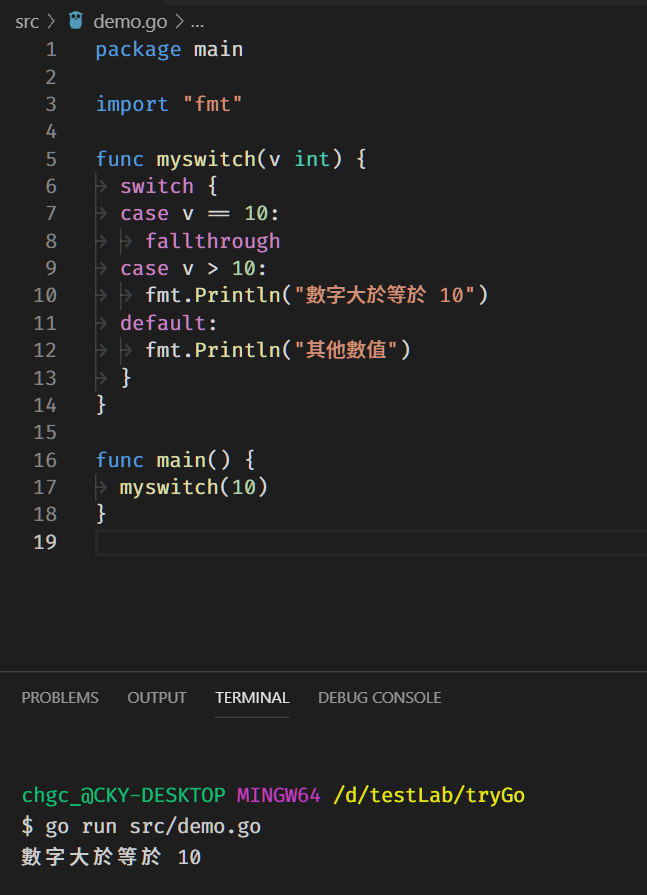 src > demo.go > ...
1 package main
2
3 import "fmt"
4
5 func myswitch(v int) {
6 switch {
7 case v == 10:
8 fallthrough
9 case v > 10:
10 fmt.Println("數字大於等於 10")
11 default:
12 fmt.Println("其他數值")
13 }
14 }
15
16 func main() {
17 myswitch(10)
18 }
19
PROBLEMS OUTPUT TERMINAL DEBUG CONSOLE
chgc_@CKY-DESKTOP MINGW64 /d/testLab/tryGo
$ go run src/demo.go
數字大於等於 10